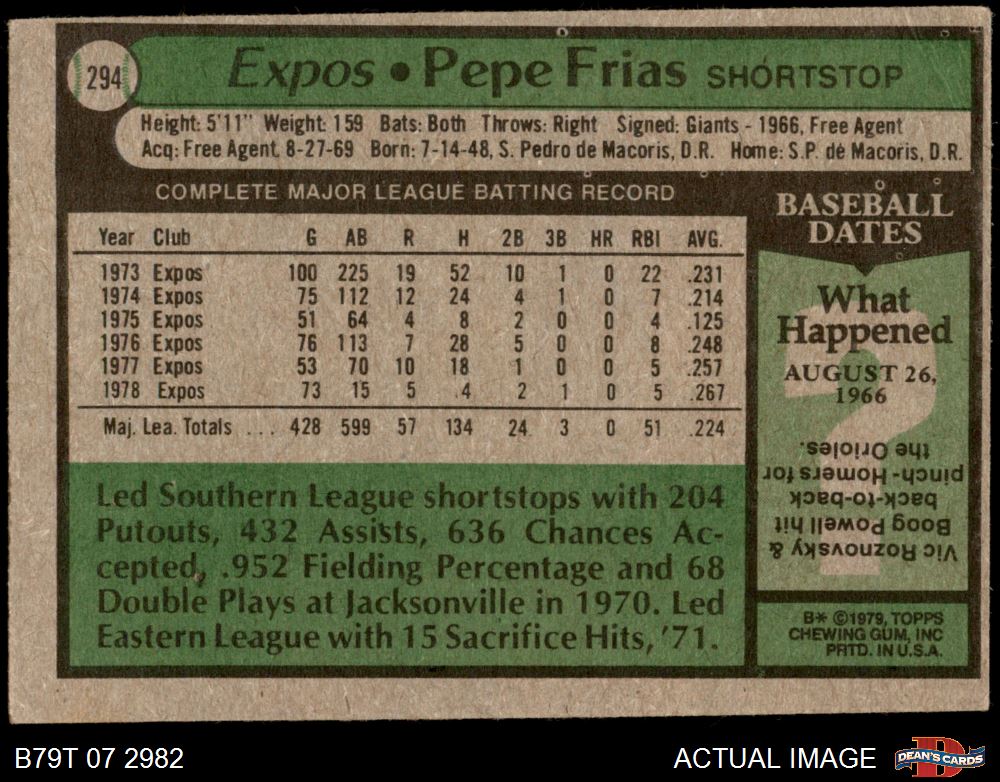 294
Expos • Pepe Frias SHORTSTOP
Height: 5'11" Weight: 159 Bats: Both Throws: Right Signed: Giants - 1966, Free Agent
Acq: Free Agent. 8-27-69 Born: 7-14-48, S. Pedro de Macoris, D.R. Home: S.P. de Macoris, D.R.
COMPLETE MAJOR LEAGUE BATTING RECORD
Year Club G AB R H 2B 3B HR RBI AVG.
1973 Expos 100 225 19 52 10 1 0 22 .231
1974 Expos 75 112 12 24 4 1 0 7 .214
1975 Expos 51 64 4 8 2 0 0 4 .125
1976 Expos 76 113 7 28 5 0 0 8 .248
1977 Expos 53 70 10 18 1 0 0 5 .257
1978 Expos 73 15 5 4 2 1 0 5 .267
Maj. Lea. Totals ... 428 599 57 134 24 3 0 51 .224
Led Southern League shortstops with 204
Putouts, 432 Assists, 636 Chances Ac-
cepted, .952 Fielding Percentage and 68
Double Plays at Jacksonville in 1970. Led
Eastern League with 15 Sacrifice Hits, '71.
BASEBALL
DATES
What
Happened
AUGUST 26,
1966
?
Vic Roznovsky &
Boog Powell hit
back-to-back
pinch-Homers for
the Orioles.
B* ©1979, TOPPS
CHEWING GUM, INC
PRTD. IN U.S.A.
B79T 07 2982
ACTUAL IMAGE
D
DEAN'S CARDS